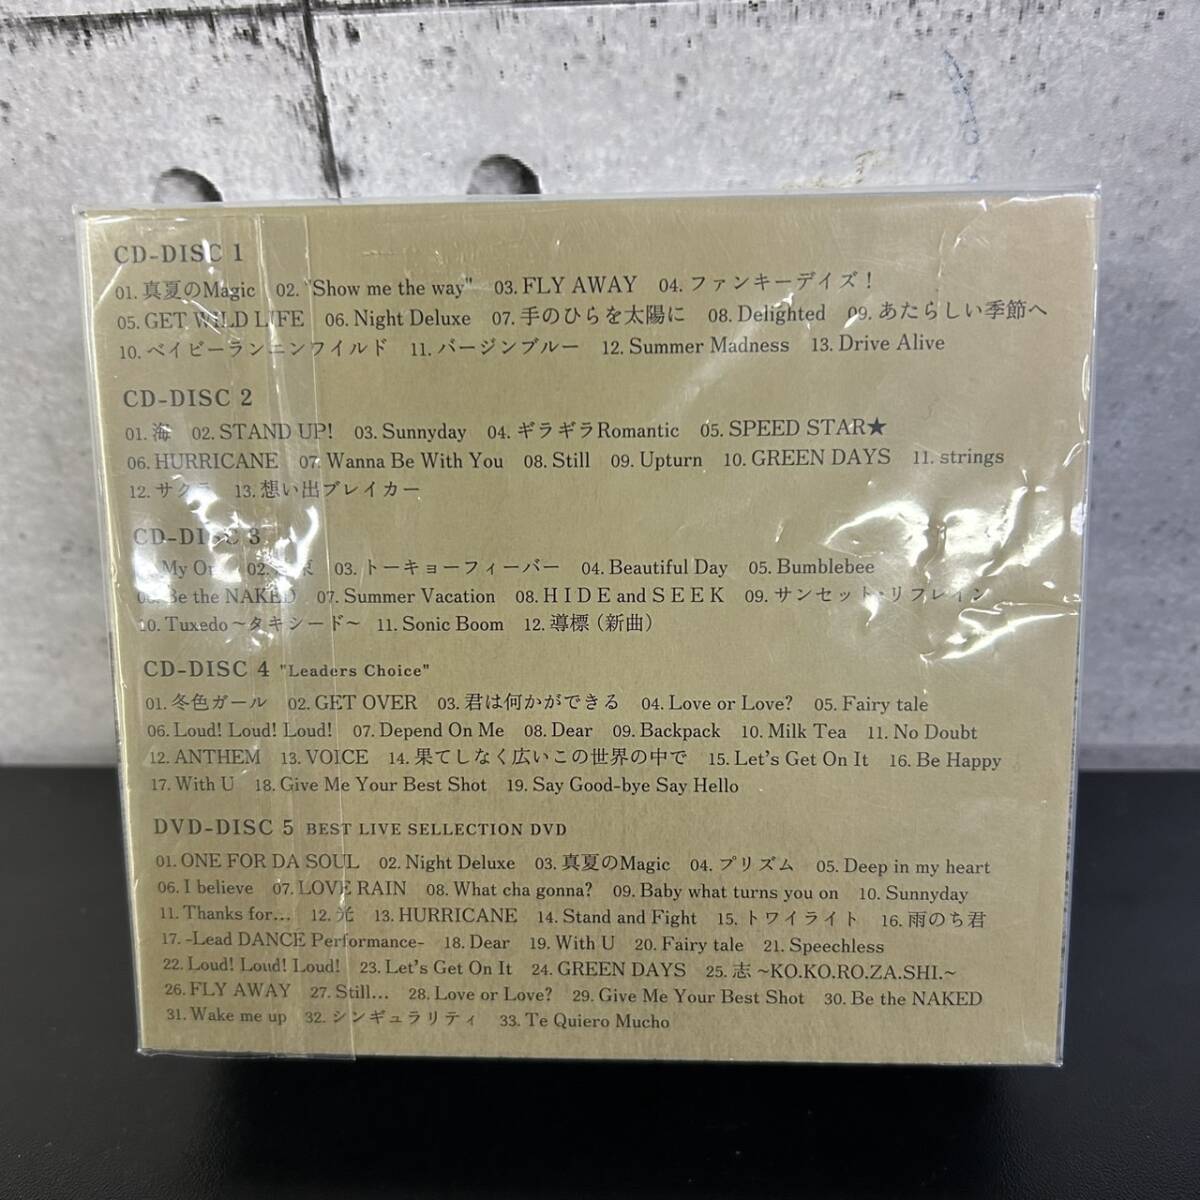 CD-DISC 1
01. 真夏のMagic 02. "Show me the way" 03. FLY AWAY 04. ファンキーデイズ！
05. GET WILD LIFE 06. Night Deluxe 07. 手のひらを太陽に 08. Delighted 09. あたらしい季節へ
10. ベイビーランニンワイルド 11. バージンブルー 12. Summer Madness 13. Drive Alive
CD-DISC 2
01. 海 02. STAND UP! 03. Sunnyday 04. ギラギラRomantic 05. SPEED STAR★
06. HURRICANE 07. Wanna Be With You 08. Still 09. Upturn 10. GREEN DAYS 11. strings
12. サクラ 13. 想い出ブレイカー
CD-DISC 3
My 02. 束 03. トーキョーフィーバー 04. Beautiful Day 05. Bumblebee
06. Be the NAKED 07. Summer Vacation 08. HIDE and SEEK 09. サンセット・リフレイン
10. Tuxedo～タキシード～ 11. Sonic Boom 12. 導標（新曲）
CD-DISC 4 "Leaders Choice"
01. 冬色ガール 02. GET OVER 03. 君は何かができる 04. Love or Love? 05. Fairy tale
06. Loud! Loud! Loud! 07. Depend On Me 08. Dear 09. Backpack 10. Milk Tea 11. No Doubt
12. ANTHEM 13. VOICE 14. 果てしなく広いこの世界の中で 15. Let's Get On It 16. Be Happy
17. With U 18. Give Me Your Best Shot 19. Say Good-bye Say Hello
DVD-DISC 5 BEST LIVE SELLECTION DVD
01. ONE FOR DA SOUL 02. Night Deluxe 03. 真夏のMagic 04. プリズム 05. Deep in my heart
06. I believe 07. LOVE RAIN 08. What cha gonna? 09. Baby what turns you on 10. Sunnyday
11. Thanks for... 12. 光 13. HURRICANE 14. Stand and Fight 15. トワイライト 16. 雨のち君
17. -Lead DANCE Performance- 18. Dear 19. With U 20. Fairy tale 21. Speechless
22. Loud! Loud! Loud! 23. Let's Get On It 24. GREEN DAYS 25. 志 ~KO.KO.RO.ZA.SHI.~
26. FLY AWAY 27. Still... 28. Love or Love? 29. Give Me Your Best Shot 30. Be the NAKED
31. Wake me up 32. シンギュラリティ 33. Te Quiero Mucho